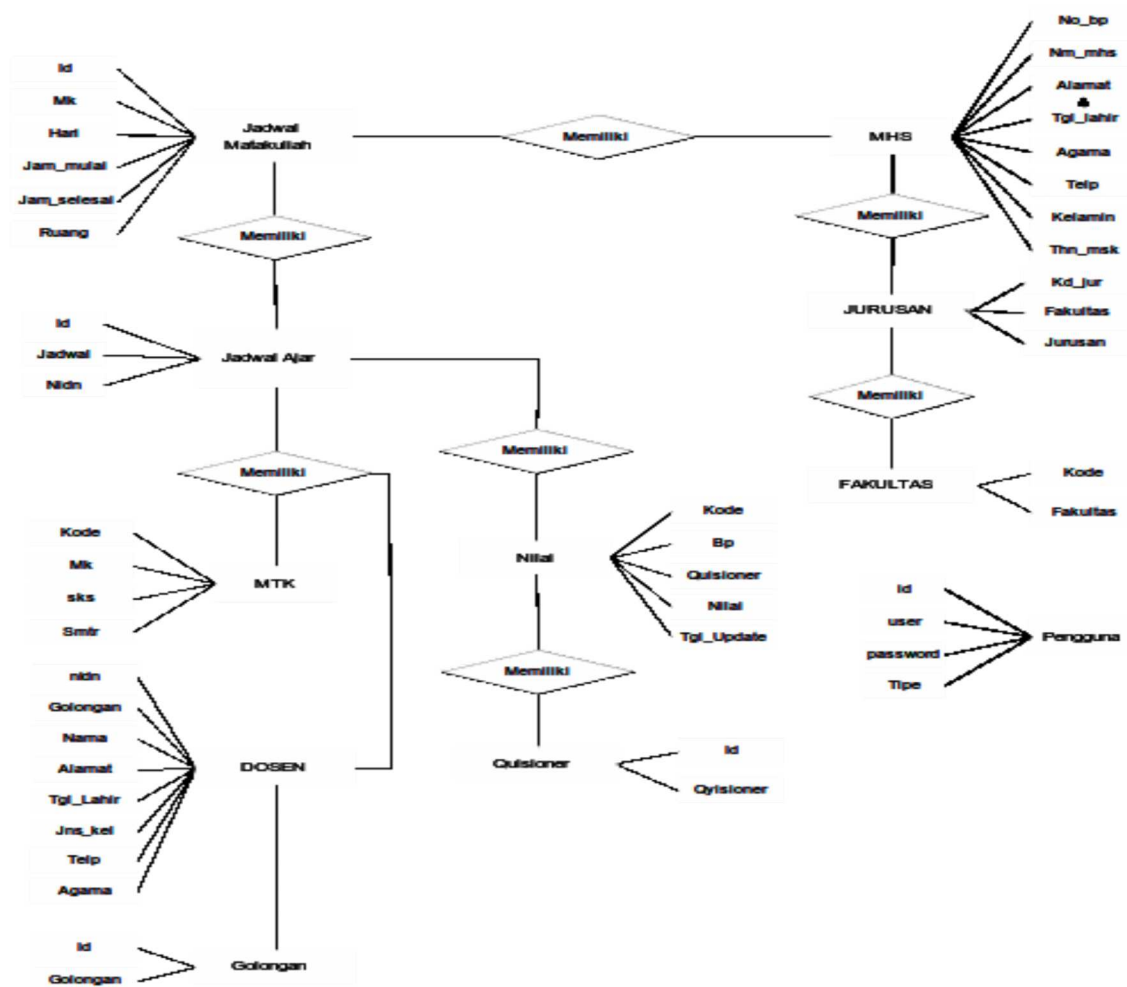 No_bp
Nm_mhs
Alamat
Tgl_lahir
Agama
Telp
Kelamin
Thn_msk
Id
Mk
Hari
Jam_mulai
Jam_selesai
Ruang
Jadwal
Matakuliah
Memiliki
MHS
Memiliki
Memiliki
Kd_jur
Fakultas
Jurusan
JURUSAN
Id
Jadwal
Nidn
Jadwal Ajar
Memiliki
Memiliki
Memiliki
FAKULTAS
Kode
Fakultas
Kode
Mk
sks
Smtr
MTK
Nilai
Kode
Bp
Quisioner
Nilai
Tgl_Update
id
user
password
Tipe
Pengguna
Memiliki
nidn
Golongan
Nama
Alamat
Tgl_Lahir
Jns_kel
Telp
Agama
DOSEN
Quisioner
Id
Qyisioner
Id
Golongan
Golongan